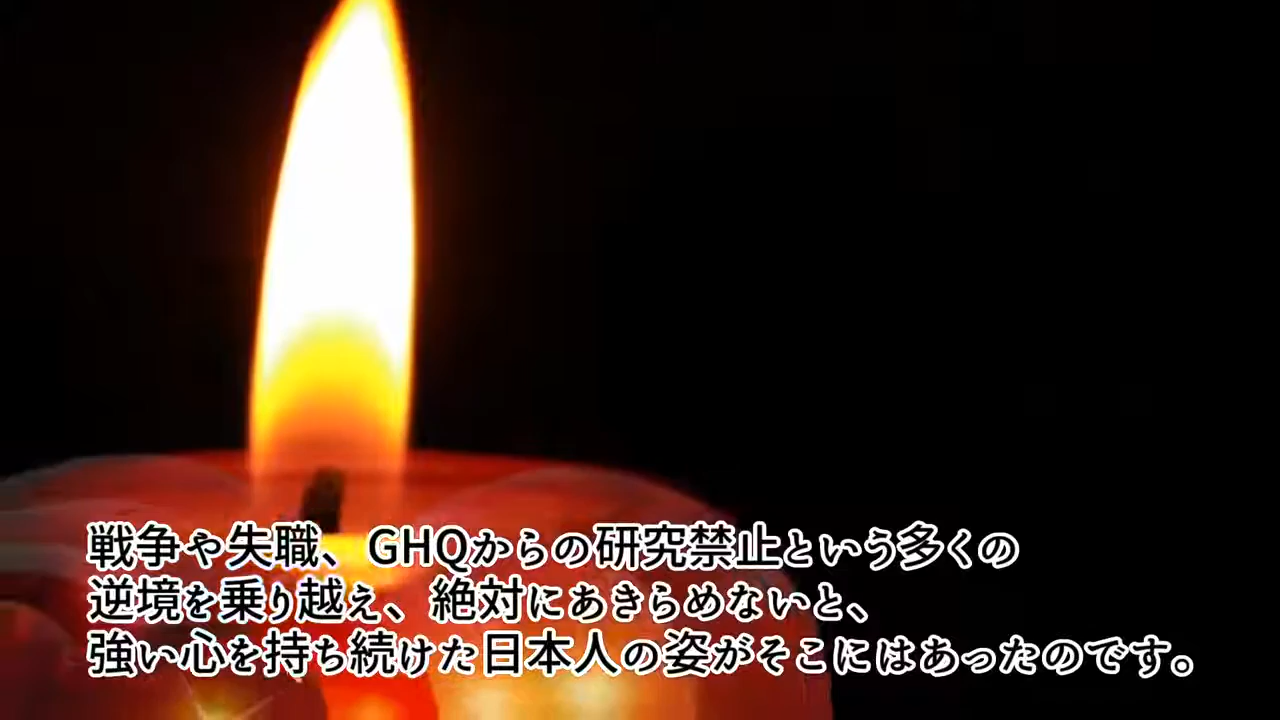 戦争や失職、GHQからの研究禁止という多くの
逆境を乗り越え、絶対にあきらめないと、
強い心を持ち続けた日本人の姿がそこにはあったのです。